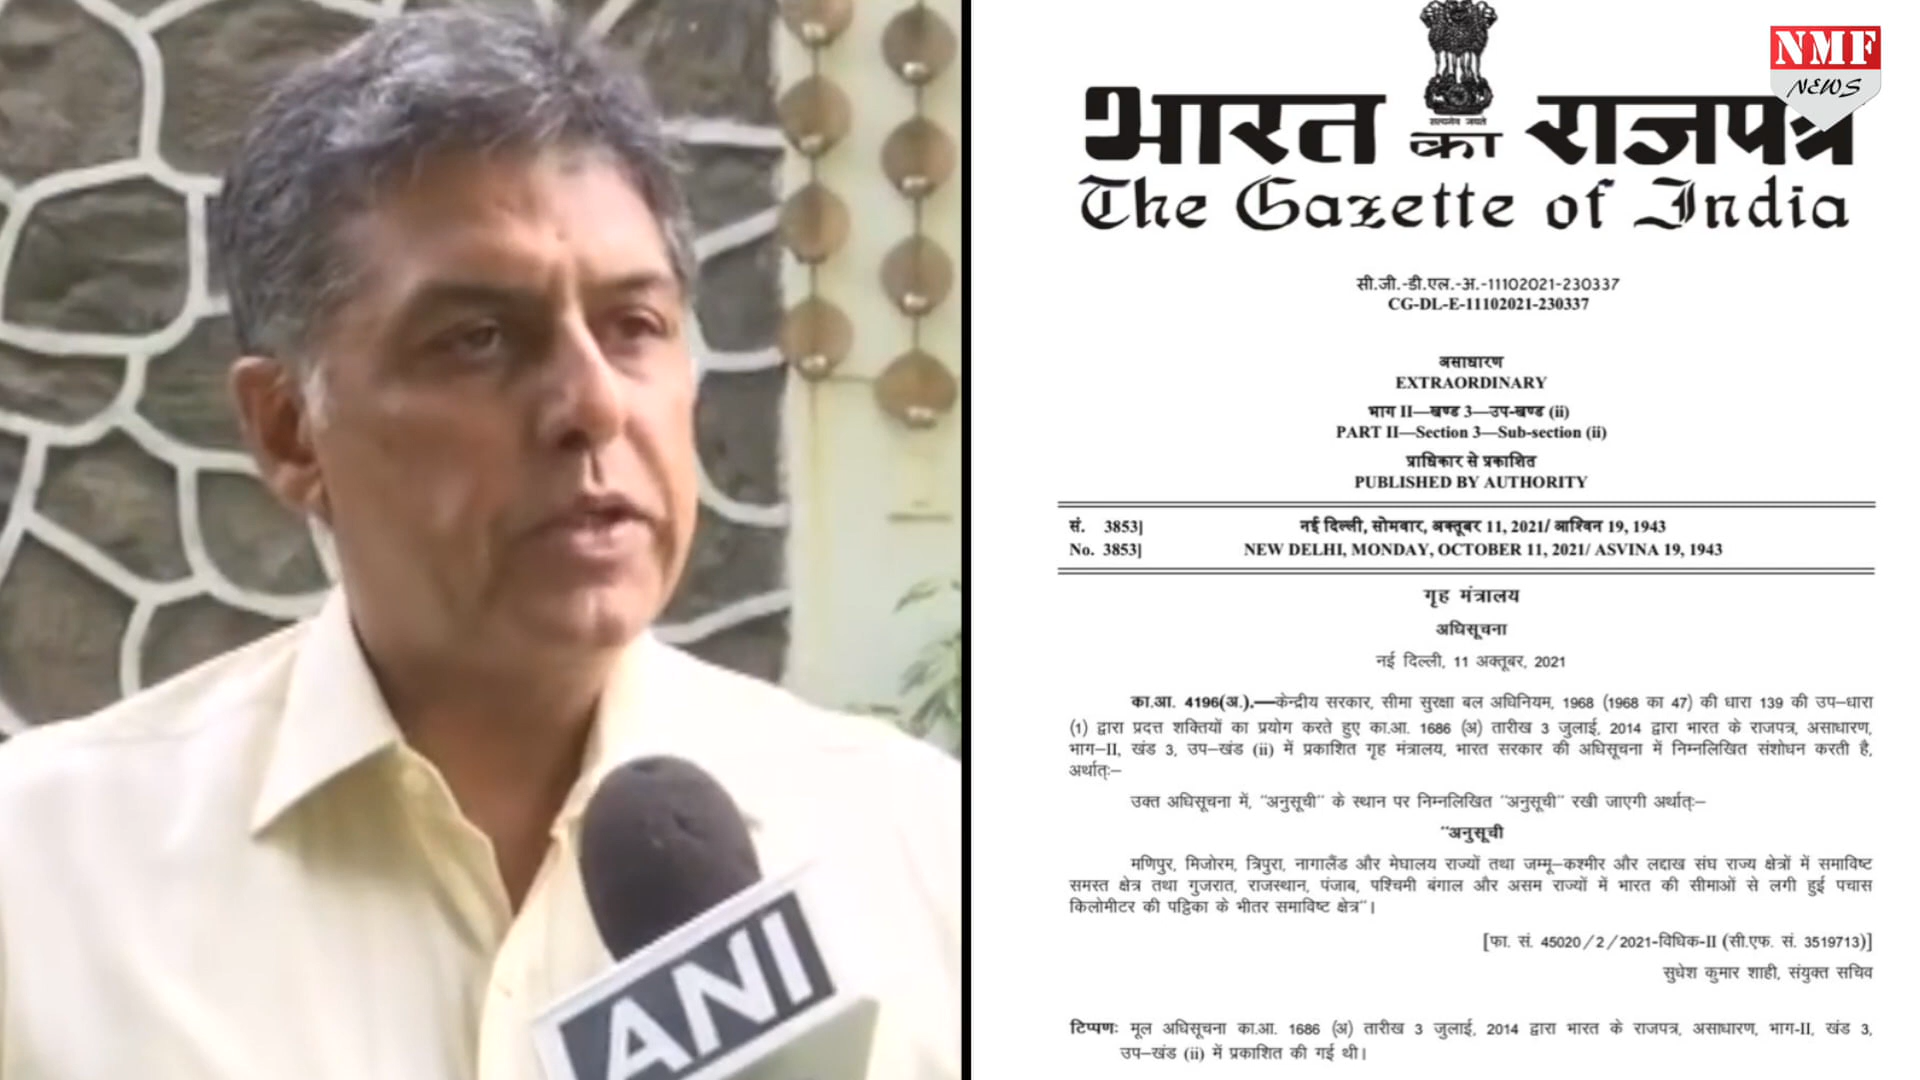 ANI
NMF
NEWS
सत्यमेव जयते
भारत का राजपत्र
The Gazette of India
सी.जी.-डी.एल.-अ.-11102021-230337
CG-DL-E-11102021-230337
असाधारण
EXTRAORDINARY
भाग II—खण्ड 3—उप-खण्ड (ii)
PART II—Section 3—Sub-section (ii)
प्राधिकार से प्रकाशित
PUBLISHED BY AUTHORITY
सं. 3853] नई दिल्ली, सोमवार, अक्तूबर 11, 2021/ आश्विन 19, 1943
No. 3853] NEW DELHI, MONDAY, OCTOBER 11, 2021/ ASVINA 19, 1943
गृह मंत्रालय
अधिसूचना
नई दिल्ली, 11 अक्तूबर, 2021
का.आ. 4196(अ).—केन्द्रीय सरकार, सीमा सुरक्षा बल अधिनियम, 1968 (1968 का 47) की धारा 139 की उप-धारा
(1) द्वारा प्रदत्त शक्तियों का प्रयोग करते हुए का.आ. 1686 (अ) तारीख 3 जुलाई, 2014 द्वारा भारत के राजपत्र, असाधारण,
भाग-II, खंड 3, उप-खंड (ii) में प्रकाशित गृह मंत्रालय, भारत सरकार की अधिसूचना में निम्नलिखित संशोधन करती है,
अर्थात्:-
उक्त अधिसूचना में, "अनुसूची" के स्थान पर निम्नलिखित "अनुसूची" रखी जाएगी अर्थात्:-
"अनुसूची
मणिपुर, मिजोरम, त्रिपुरा, नागालैंड और मेघालय राज्यों तथा जम्मू-कश्मीर और लद्दाख संघ राज्य क्षेत्रों में समाविष्ट
समस्त क्षेत्र तथा गुजरात, राजस्थान, पंजाब, पश्चिमी बंगाल और असम राज्यों में भारत की सीमाओं से लगी हुई पचास
किलोमीटर की पट्टिका के भीतर समाविष्ट क्षेत्र"।
[फा. सं. 45020/2/2021-विधिक-II (सी.एफ. सं. 3519713)]
सुधेश कुमार शाही, संयुक्त सचिव
टिप्पण: मूल अधिसूचना का.आ. 1686 (अ) तारीख 3 जुलाई, 2014 द्वारा भारत के राजपत्र, असाधारण, भाग-II, खंड 3,
उप-खंड (ii) में प्रकाशित की गई थी।